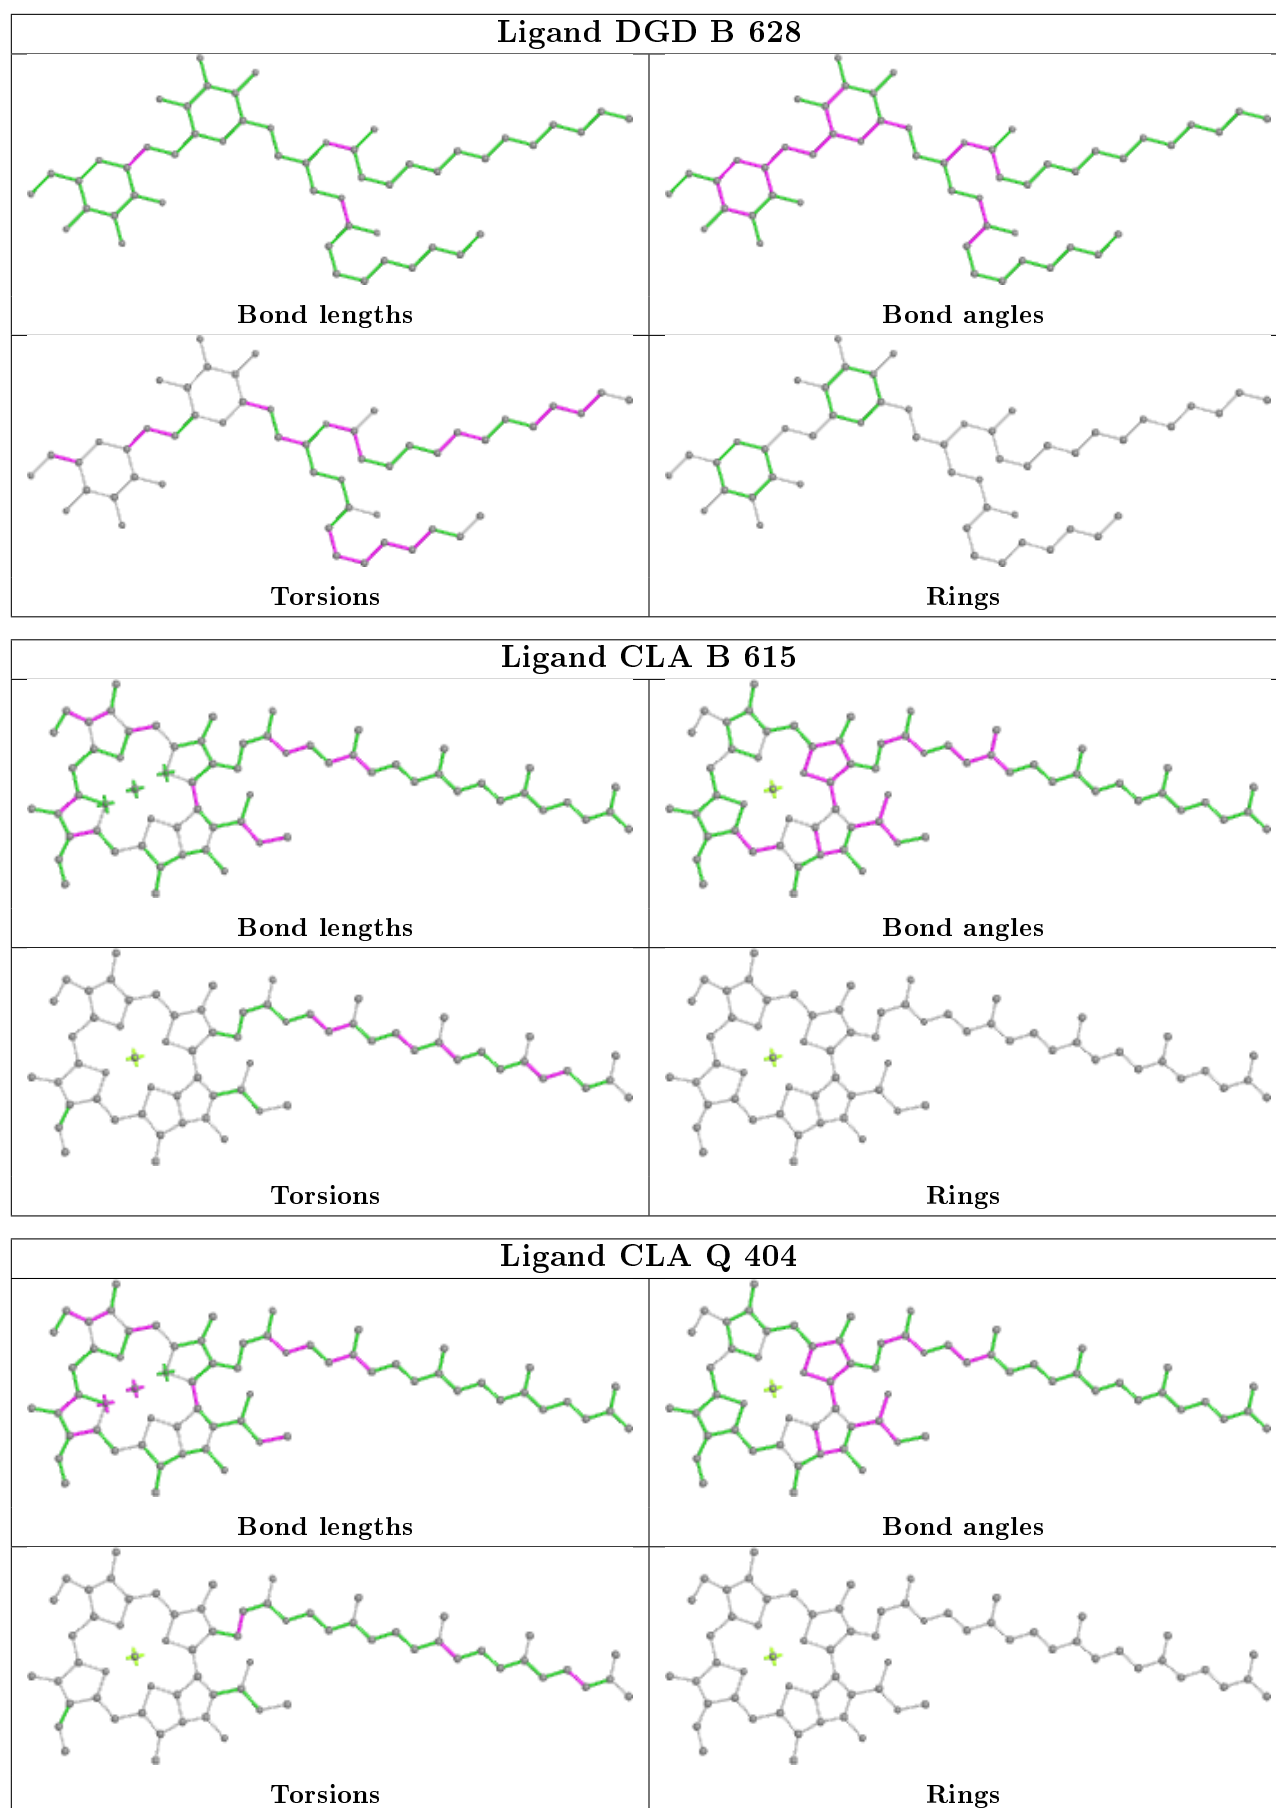 Ligand DGD B 628
Bond lengths
Bond angles
Torsions
Rings
Ligand CLA B 615
Bond lengths
Bond angles
Torsions
Rings
Ligand CLA Q 404
Bond lengths
Bond angles
Torsions
Rings